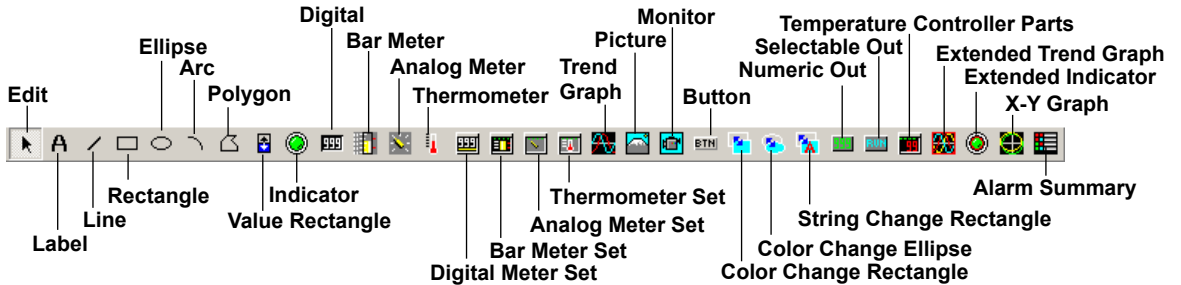 Digital
Monitor
Temperature Controller Parts
Ellipse
Bar Meter
Picture
Selectable Out
Extended Trend Graph
Arc
Analog Meter
Trend Graph
Numeric Out
Extended Indicator
Edit
Polygon
Thermometer
Button
X-Y Graph
A
999
999
BTN
A
RUN
99
Rectangle
Indicator
Thermometer Set
Alarm Summary
Line
Value Rectangle
Analog Meter Set
String Change Rectangle
Label
Bar Meter Set
Color Change Ellipse
Digital Meter Set
Color Change Rectangle